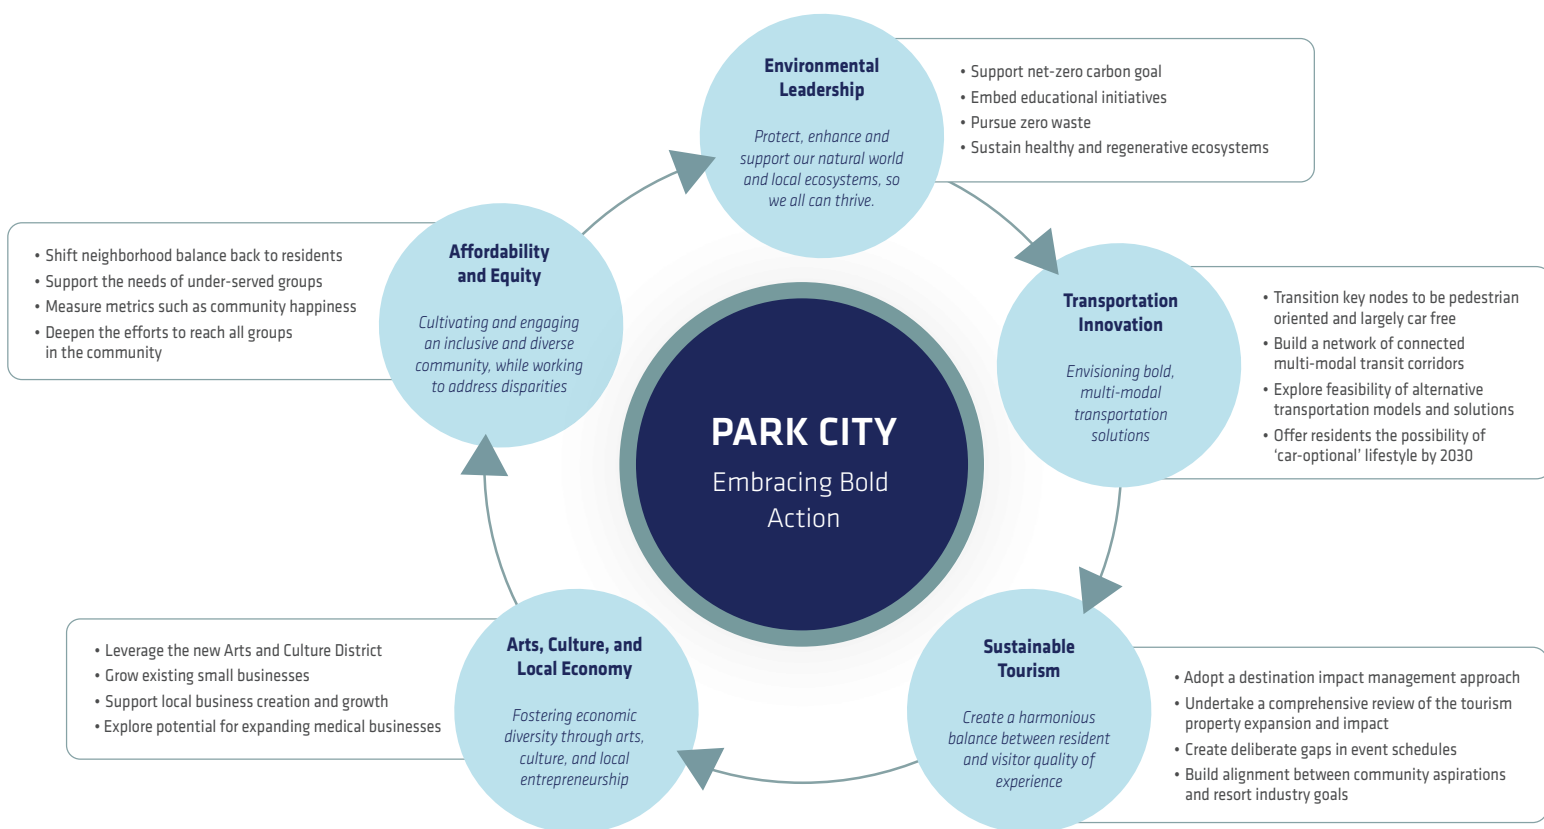 Environmental
Leadership
Protect, enhance and
support our natural world
and local ecosystems, so
we all can thrive.
• Support net-zero carbon goal
• Embed educational initiatives
• Pursue zero waste
• Sustain healthy and regenerative ecosystems
Transportation
Innovation
Envisioning bold,
multi-modal
transportation
solutions
• Transition key nodes to be pedestrian
oriented and largely car free
• Build a network of connected
multi-modal transit corridors
• Explore feasibility of alternative
transportation models and solutions
• Offer residents the possibility of
‘car-optional’ lifestyle by 2030
Sustainable
Tourism
Create a harmonious
balance between resident
and visitor quality of
experience
• Adopt a destination impact management approach
• Undertake a comprehensive review of the tourism
property expansion and impact
• Create deliberate gaps in event schedules
• Build alignment between community aspirations
and resort industry goals
Arts, Culture, and
Local Economy
Fostering economic
diversity through arts,
culture, and local
entrepreneurship
• Leverage the new Arts and Culture District
• Grow existing small businesses
• Support local business creation and growth
• Explore potential for expanding medical businesses
Affordability
and Equity
Cultivating and engaging
an inclusive and diverse
community, while working
to address disparities
• Shift neighborhood balance back to residents
• Support the needs of under-served groups
• Measure metrics such as community happiness
• Deepen the efforts to reach all groups
in the community
PARK CITY
Embracing Bold
Action